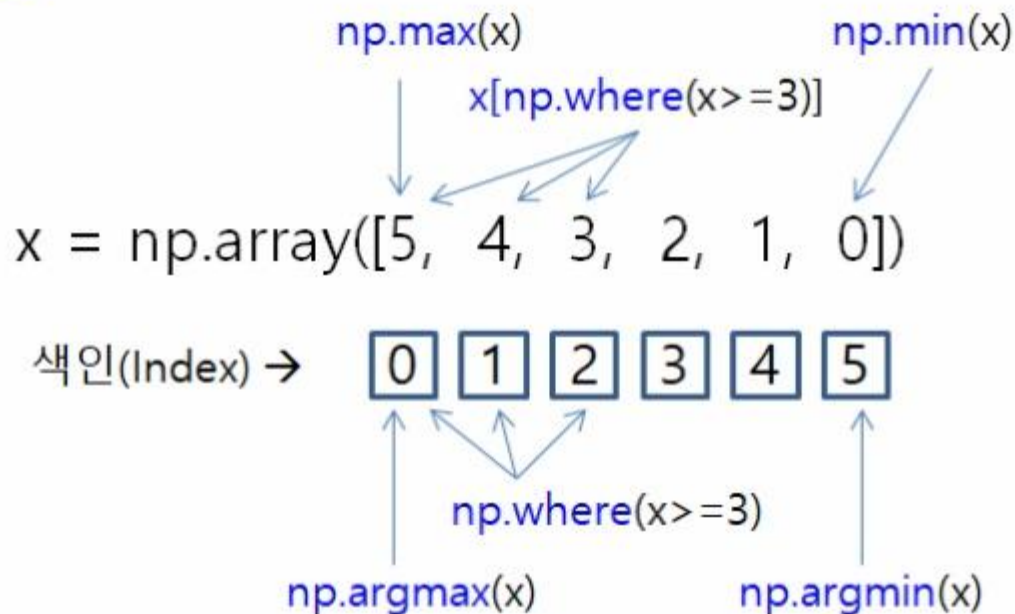 np.max(x) np.min(x)
x[np.where(x>=3)]
x = np.array([5, 4, 3, 2, 1, 0])
색인(Index) → 0 1 2 3 4 5
np.where(x>=3)
np.argmax(x) np.argmin(x)